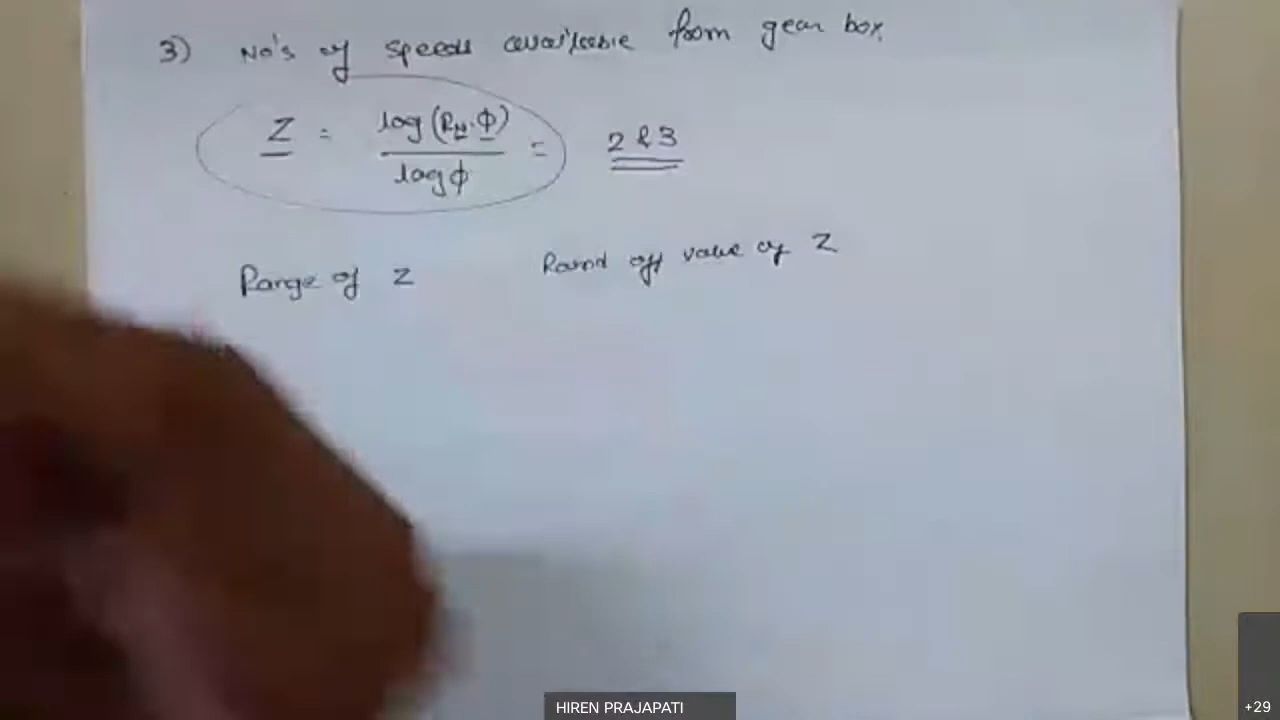 3) No's of speeds available from gear box.
Z = log (R_N . Φ) / log φ = 2 & 3
Range of Z Round off value of Z
HIREN PRAJAPATI
+29